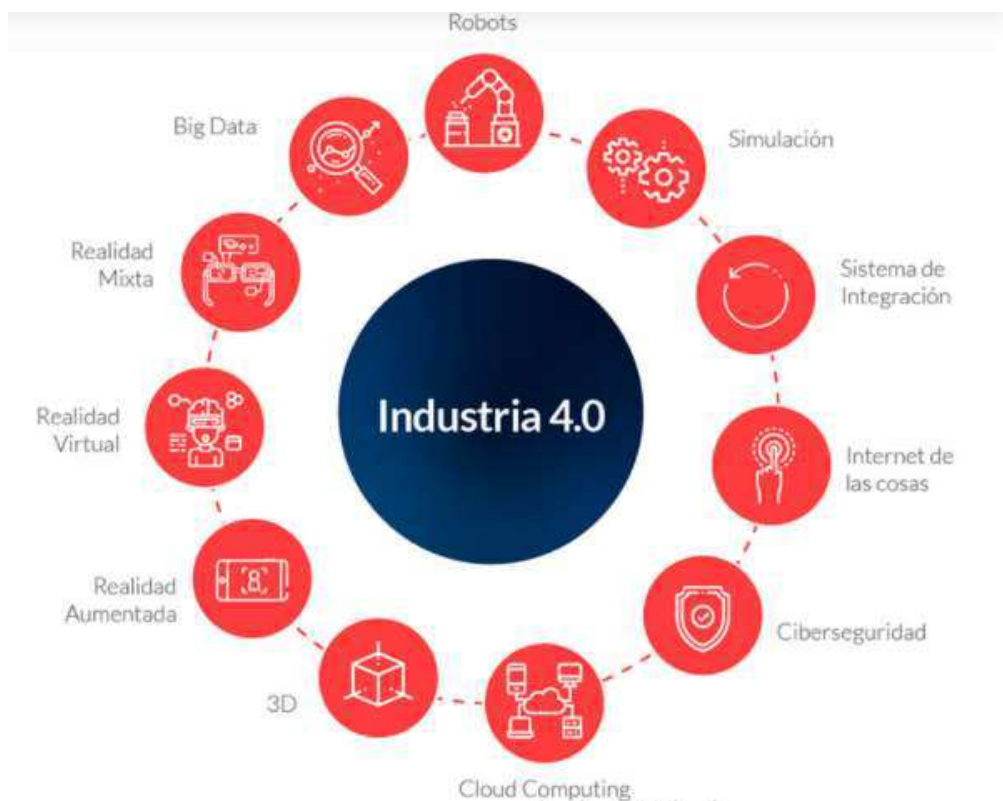 Robots
Big Data
Simulación
Realidad
Mixta
Sistema de
Integración
Industria 4.0
Realidad
Virtual
Internet de
las cosas
Realidad
Aumentada
Ciberseguridad
3D
Cloud Computing